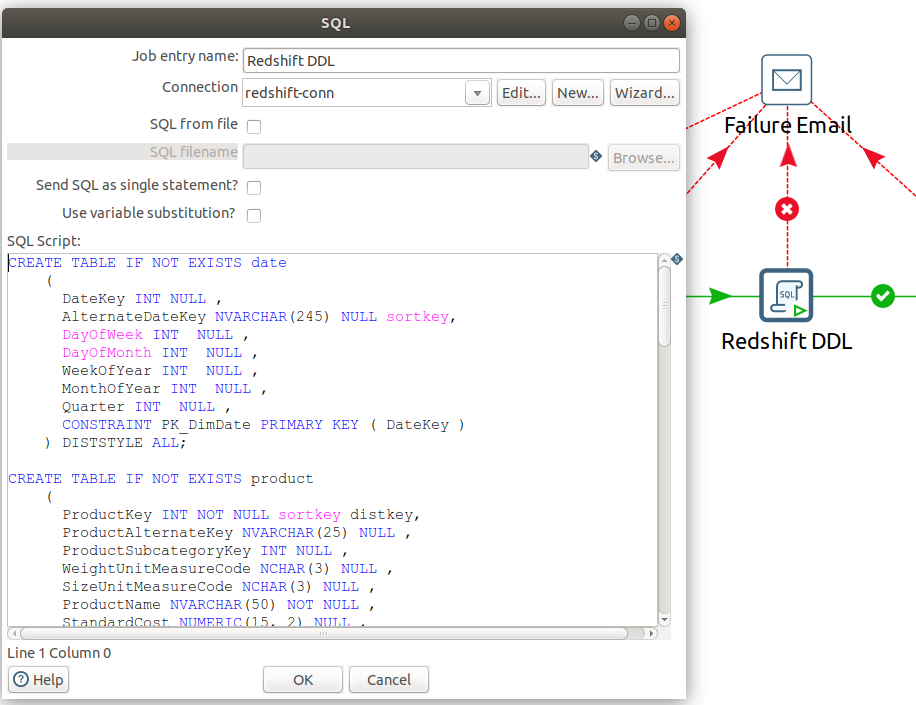 SQL
Job entry name: Redshift DDL
Connection redshift-conn Edit... New... Wizard...
SQL from file
SQL filename Browse...
Send SQL as single statement?
Use variable substitution?
SQL Script:
CREATE TABLE IF NOT EXISTS date
(
DateKey INT NULL ,
AlternateDateKey NVARCHAR(245) NULL sortkey,
DayOfWeek INT  NULL ,
DayOfMonth INT  NULL ,
WeekOfYear INT  NULL ,
MonthOfYear INT  NULL ,
Quarter INT  NULL ,
CONSTRAINT PK_DimDate PRIMARY KEY ( DateKey )
) DISTSTYLE ALL;
CREATE TABLE IF NOT EXISTS product
(
ProductKey INT NOT NULL sortkey distkey,
ProductAlternateKey NVARCHAR(25) NULL ,
ProductSubcategoryKey INT NULL ,
WeightUnitMeasureCode NCHAR(3) NULL ,
SizeUnitMeasureCode NCHAR(3) NULL ,
ProductName NVARCHAR(50) NOT NULL ,
StandardCost NUMERIC(15, 2) NULL ,
Line 1 Column 0
Help OK Cancel
Failure Email
SQL
Redshift DDL